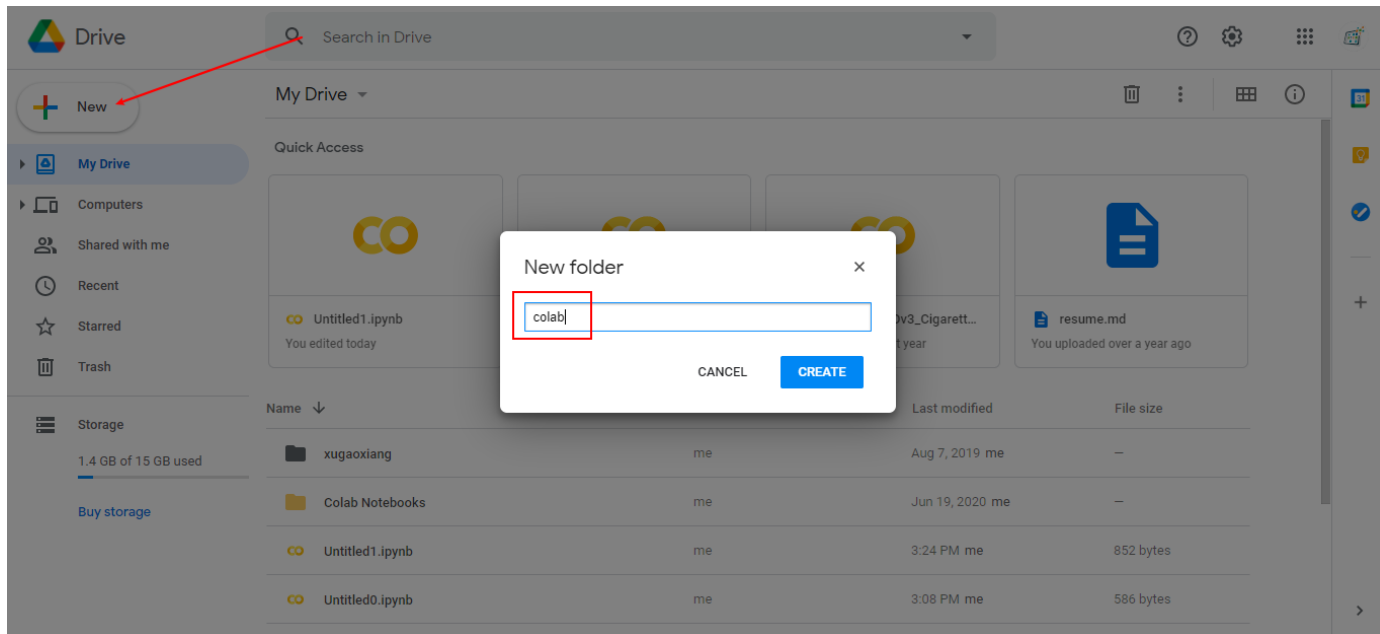 Drive
Search in Drive
New
My Drive
31
Quick Access
My Drive
Computers
Shared with me
Recent
Starred
Trash
Storage
1.4 GB of 15 GB used
Buy storage
Untitled1.ipynb
You edited today
Ov3_Cigarett...
t year
resume.md
You uploaded over a year ago
New folder
colab
CANCEL
CREATE
Name
Last modified
File size
xugaoxiang me Aug 7, 2019 me —
Colab Notebooks me Jun 19, 2020 me —
Untitled1.ipynb me 3:24 PM me 852 bytes
Untitled0.ipynb me 3:08 PM me 586 bytes